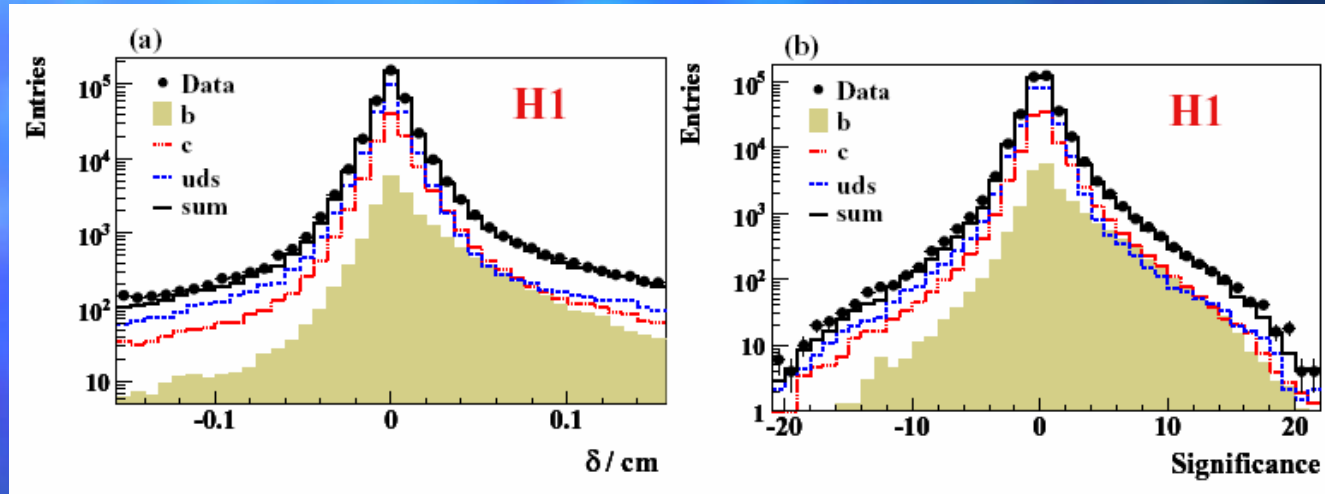 (a)
Entries
10⁵
10⁴
10³
10²
10
Data
b
c
uds
sum
H1
-0.1 0 0.1
δ / cm
(b)
Entries
10⁵
10⁴
10³
10²
10
1
Data
b
c
uds
sum
H1
-20 -10 0 10 20
Significance